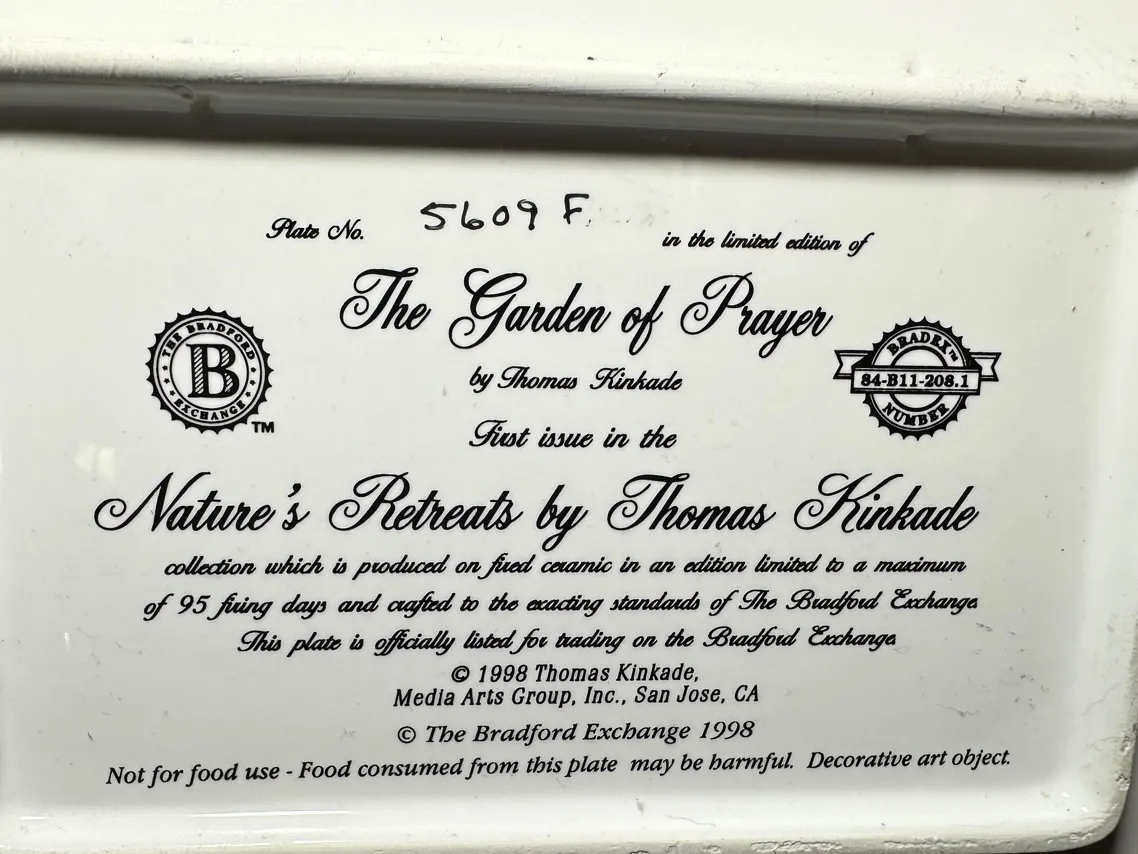 Plate No. 5609 F in the limited edition of
The Garden of Prayer
by Thomas Kinkade
THE BRADFORD
B
EXCHANGE
TM
BRADEX™
84-B11-208.1
NUMBER
First issue in the
Nature's Retreats by Thomas Kinkade
collection which is produced on fired ceramic in an edition limited to a maximum
of 95 firing days and crafted to the exacting standards of The Bradford Exchange.
This plate is officially listed for trading on the Bradford Exchange.
© 1998 Thomas Kinkade,
Media Arts Group, Inc., San Jose, CA
© The Bradford Exchange 1998
Not for food use - Food consumed from this plate may be harmful. Decorative art object.